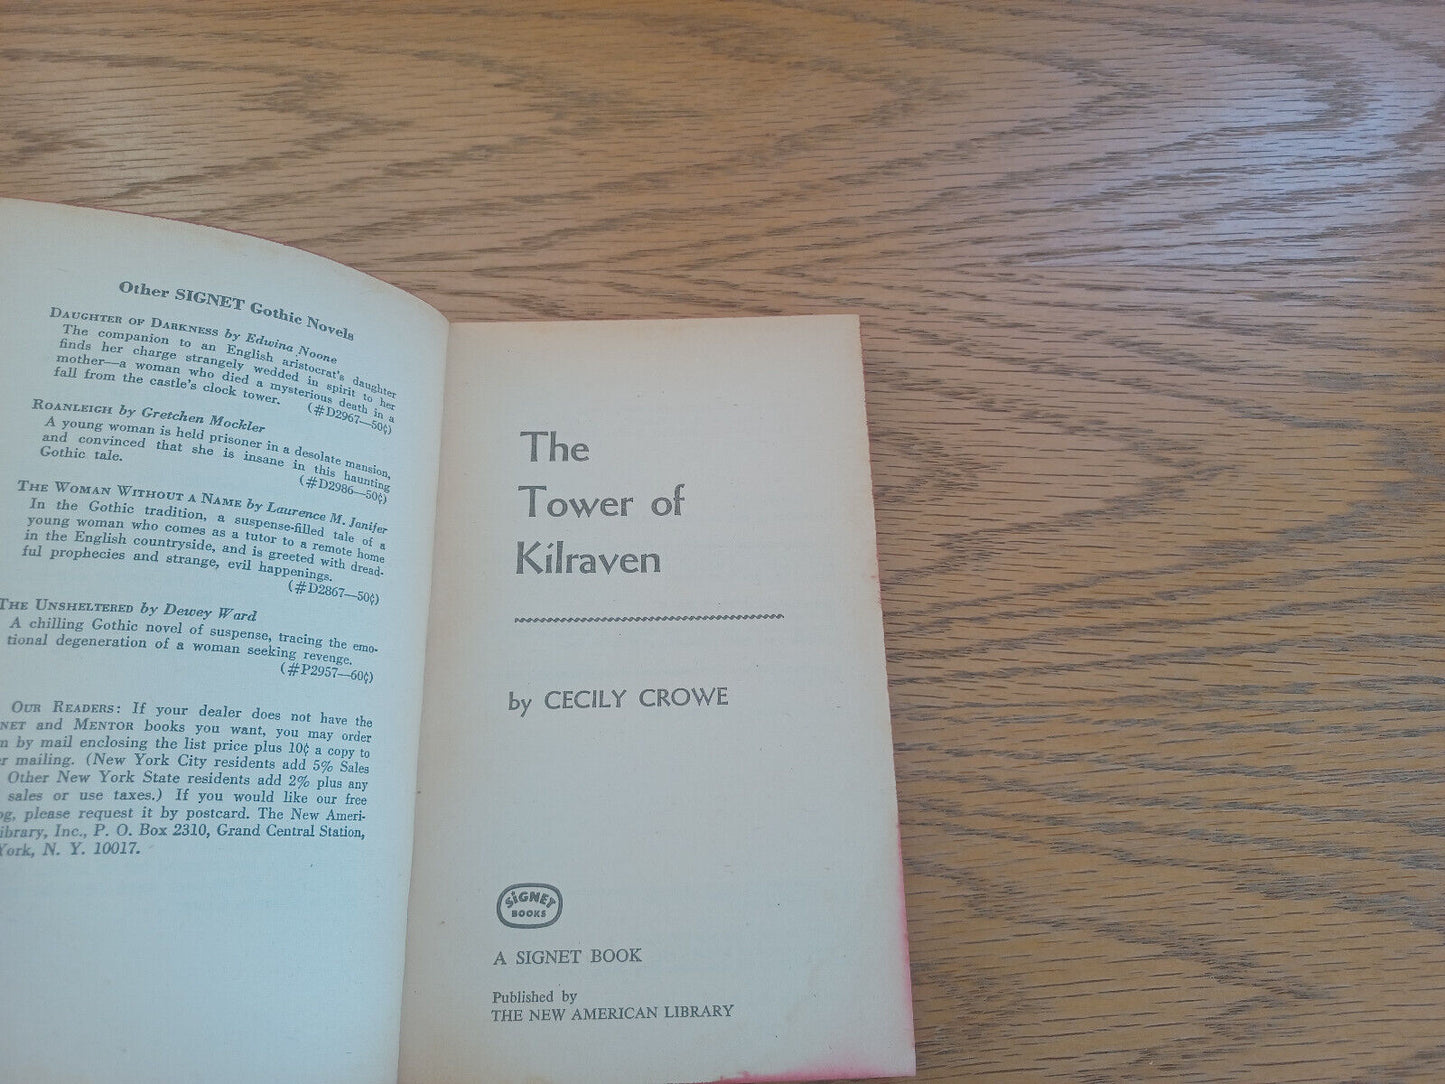 Other SIGNET Gothic Novels
DAUGHTER OF DARKNESS by Edwina Noone
The companion to an English aristocrat's daughter
finds her charge strangely wedded in spirit to her
mother—a woman who died a mysterious death in a
fall from the castle's clock tower. (#D2967—50¢)
ROANLEIGH by Gretchen Mockler
A young woman is held prisoner in a desolate mansion,
and convinced that she is insane in this haunting
Gothic tale. (#D2986—50¢)
THE WOMAN WITHOUT A NAME by Laurence M. Janifer
In the Gothic tradition, a suspense-filled tale of a
young woman who comes as a tutor to a remote home
in the English countryside, and is greeted with dread-
ful prophecies and strange, evil happenings.
(#D2867—50¢)
THE UNSHELTERED by Dewey Ward
A chilling Gothic novel of suspense, tracing the emo-
tional degeneration of a woman seeking revenge.
(#P2957—60¢)
OUR READERS: If your dealer does not have the
NET and MENTOR books you want, you may order
m by mail enclosing the list price plus 10¢ a copy to
er mailing. (New York City residents add 5% Sales
Other New York State residents add 2% plus any
sales or use taxes.) If you would like our free
og, please request it by postcard. The New Ameri-
ibrary, Inc., P. O. Box 2310, Grand Central Station,
York, N. Y. 10017.
The
Tower of
Kilraven
by CECILY CROWE
SIGNET
BOOKS
A SIGNET BOOK
Published by
THE NEW AMERICAN LIBRARY